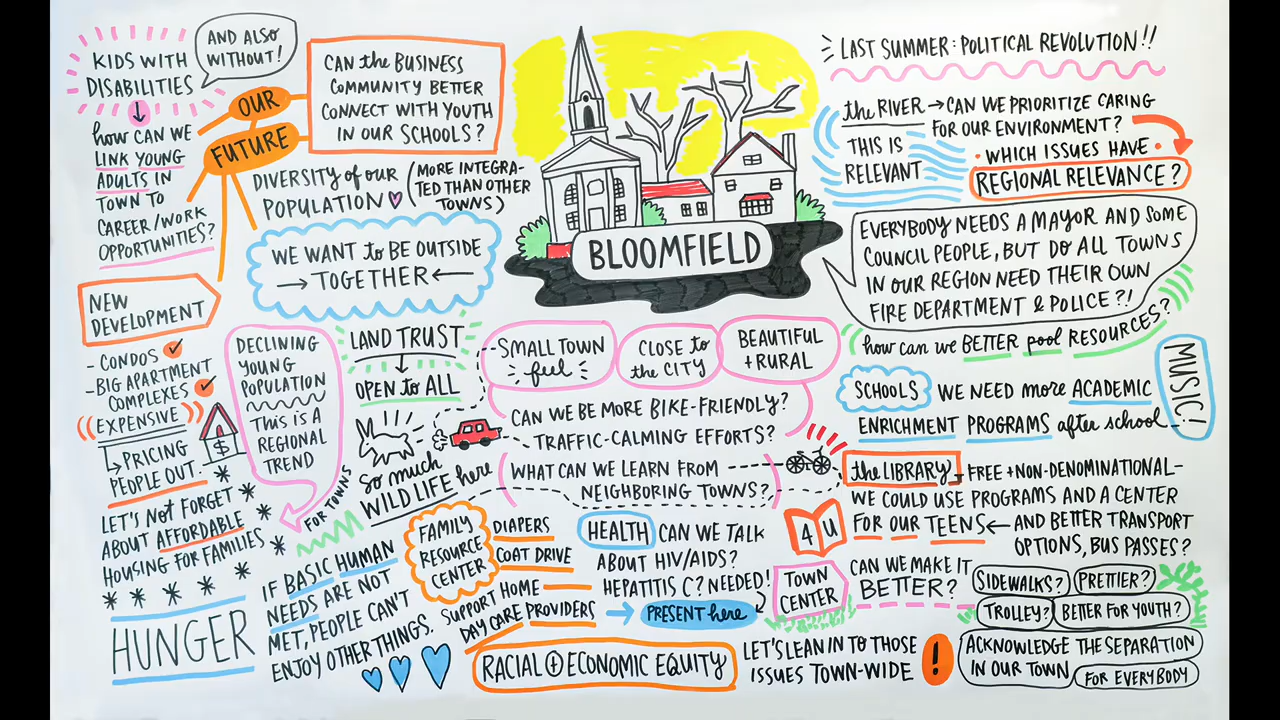 KIDS WITH
DISABILITIES
AND ALSO
WITHOUT!
how CAN WE
LINK YOUNG
ADULTS IN
TOWN TO
CAREER/WORK
OPPORTUNITIES?
OUR
FUTURE
CAN the BUSINESS
COMMUNITY BETTER
CONNECT WITH YOUTH
IN OUR SCHOOLS?
DIVERSITY of OUR
POPULATION
(MORE INTEGRA-
TED THAN OTHER
TOWNS)
WE WANT to BE OUTSIDE
→ TOGETHER ←
BLOOMFIELD
LAST SUMMER: POLITICAL REVOLUTION!!
the RIVER → CAN WE PRIORITIZE CARING
FOR OUR ENVIRONMENT?
THIS IS
RELEVANT
• WHICH ISSUES HAVE •
REGIONAL RELEVANCE?
EVERYBODY NEEDS A MAYOR AND SOME
COUNCIL PEOPLE, BUT DO ALL TOWNS
IN OUR REGION NEED THEIR OWN
FIRE DEPARTMENT & POLICE?!
how can we BETTER pool RESOURCES?
NEW
DEVELOPMENT
- CONDOS
- BIG APARTMENT
COMPLEXES
((EXPENSIVE))
PRICING
PEOPLE OUT.
$
LET'S NOT FORGET
ABOUT AFFORDABLE
HOUSING FOR FAMILIES
DECLINING
YOUNG
POPULATION
THIS IS A
REGIONAL
TREND
FOR TOWNS
LAND TRUST
OPEN to ALL
SO much
WILD LIFE here
SMALL TOWN
feel
CLOSE to
the CITY
BEAUTIFUL
+ RURAL
CAN WE BE MORE BIKE-FRIENDLY?
TRAFFIC-CALMING EFFORTS?
WHAT CAN WE LEARN FROM
NEIGHBORING TOWNS?
SCHOOLS
WE NEED more ACADEMIC
ENRICHMENT PROGRAMS after school
MUSIC!
the LIBRARY
FREE + NON-DENOMINATIONAL-
WE COULD USE PROGRAMS AND A CENTER
FOR OUR TEENS ← AND BETTER TRANSPORT
OPTIONS, BUS PASSES?
4 U
HUNGER
IF BASIC HUMAN
NEEDS ARE NOT
MET, PEOPLE CAN'T
ENJOY OTHER THINGS.
FAMILY
RESOURCE
CENTER
DIAPERS
COAT DRIVE
SUPPORT HOME
DAY CARE PROVIDERS
HEALTH
CAN WE TALK
ABOUT HIV/AIDS?
HEPATITIS C? NEEDED!
→ PRESENT here
TOWN
CENTER
CAN WE MAKE IT
BETTER?
SIDEWALKS?
PRETTIER?
TROLLEY?
BETTER FOR YOUTH?
RACIAL + ECONOMIC EQUITY
LET'S LEAN IN TO THOSE
ISSUES TOWN-WIDE
!
ACKNOWLEDGE THE SEPARATION
IN OUR TOWN
FOR EVERYBODY